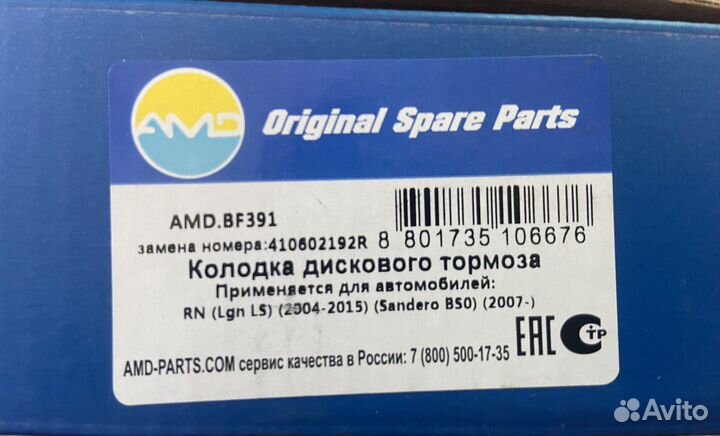 AMD Original Spare Parts
AMD.BF391
замена номера:410602192R
8 801735 106676
Колодка дискового тормоза
Применяется для автомобилей:
RN (Lgn LS) (2004-2015) (Sandero BS0) (2007-)
AMD-PARTS.COM сервис качества в России: 7 (800) 500-17-35
EAC
СТР
Avito